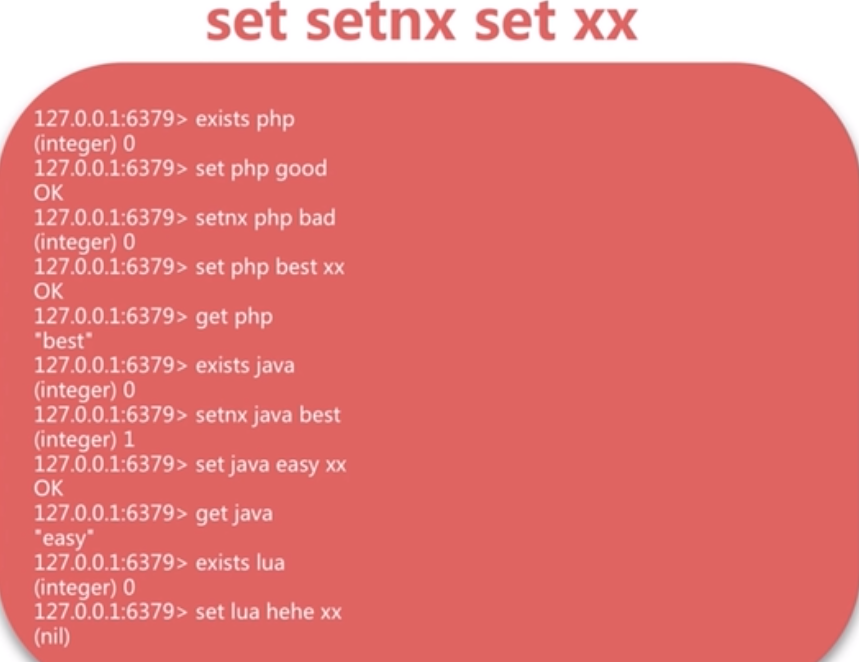 set setnx set xx
127.0.0.1:6379> exists php
(integer) 0
127.0.0.1:6379> set php good
OK
127.0.0.1:6379> setnx php bad
(integer) 0
127.0.0.1:6379> set php best xx
OK
127.0.0.1:6379> get php
"best"
127.0.0.1:6379> exists java
(integer) 0
127.0.0.1:6379> setnx java best
(integer) 1
127.0.0.1:6379> set java easy xx
OK
127.0.0.1:6379> get java
"easy"
127.0.0.1:6379> exists lua
(integer) 0
127.0.0.1:6379> set lua hehe xx
(nil)